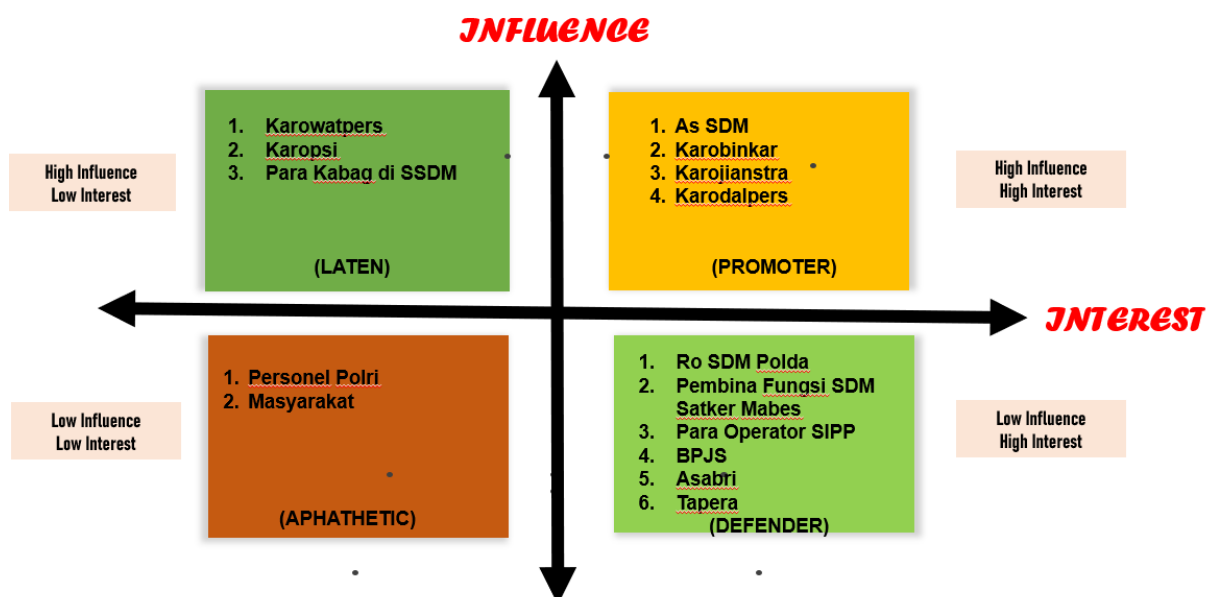 INFLUENCE
High Influence
Low Interest
1. Karowatpers
2. Karopsi
3. Para Kabag di SSDM
(LATEN)
1. As SDM
2. Karobinkar
3. Karojianstra
4. Karodalpers
(PROMOTER)
High Influence
High Interest
INTEREST
Low Influence
Low Interest
1. Personel Polri
2. Masyarakat
(APHATHETIC)
1. Ro SDM Polda
2. Pembina Fungsi SDM
Satker Mabes
3. Para Operator SIPP
4. BPJS
5. Asabri
6. Tapera
(DEFENDER)
Low Influence
High Interest